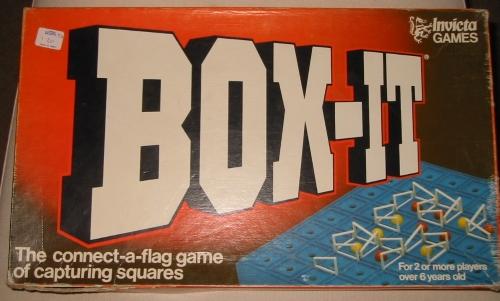 Invicta
GAMES
BOX-IT
The connect-a-flag game
of capturing squares
For 2 or more players
over 6 years old